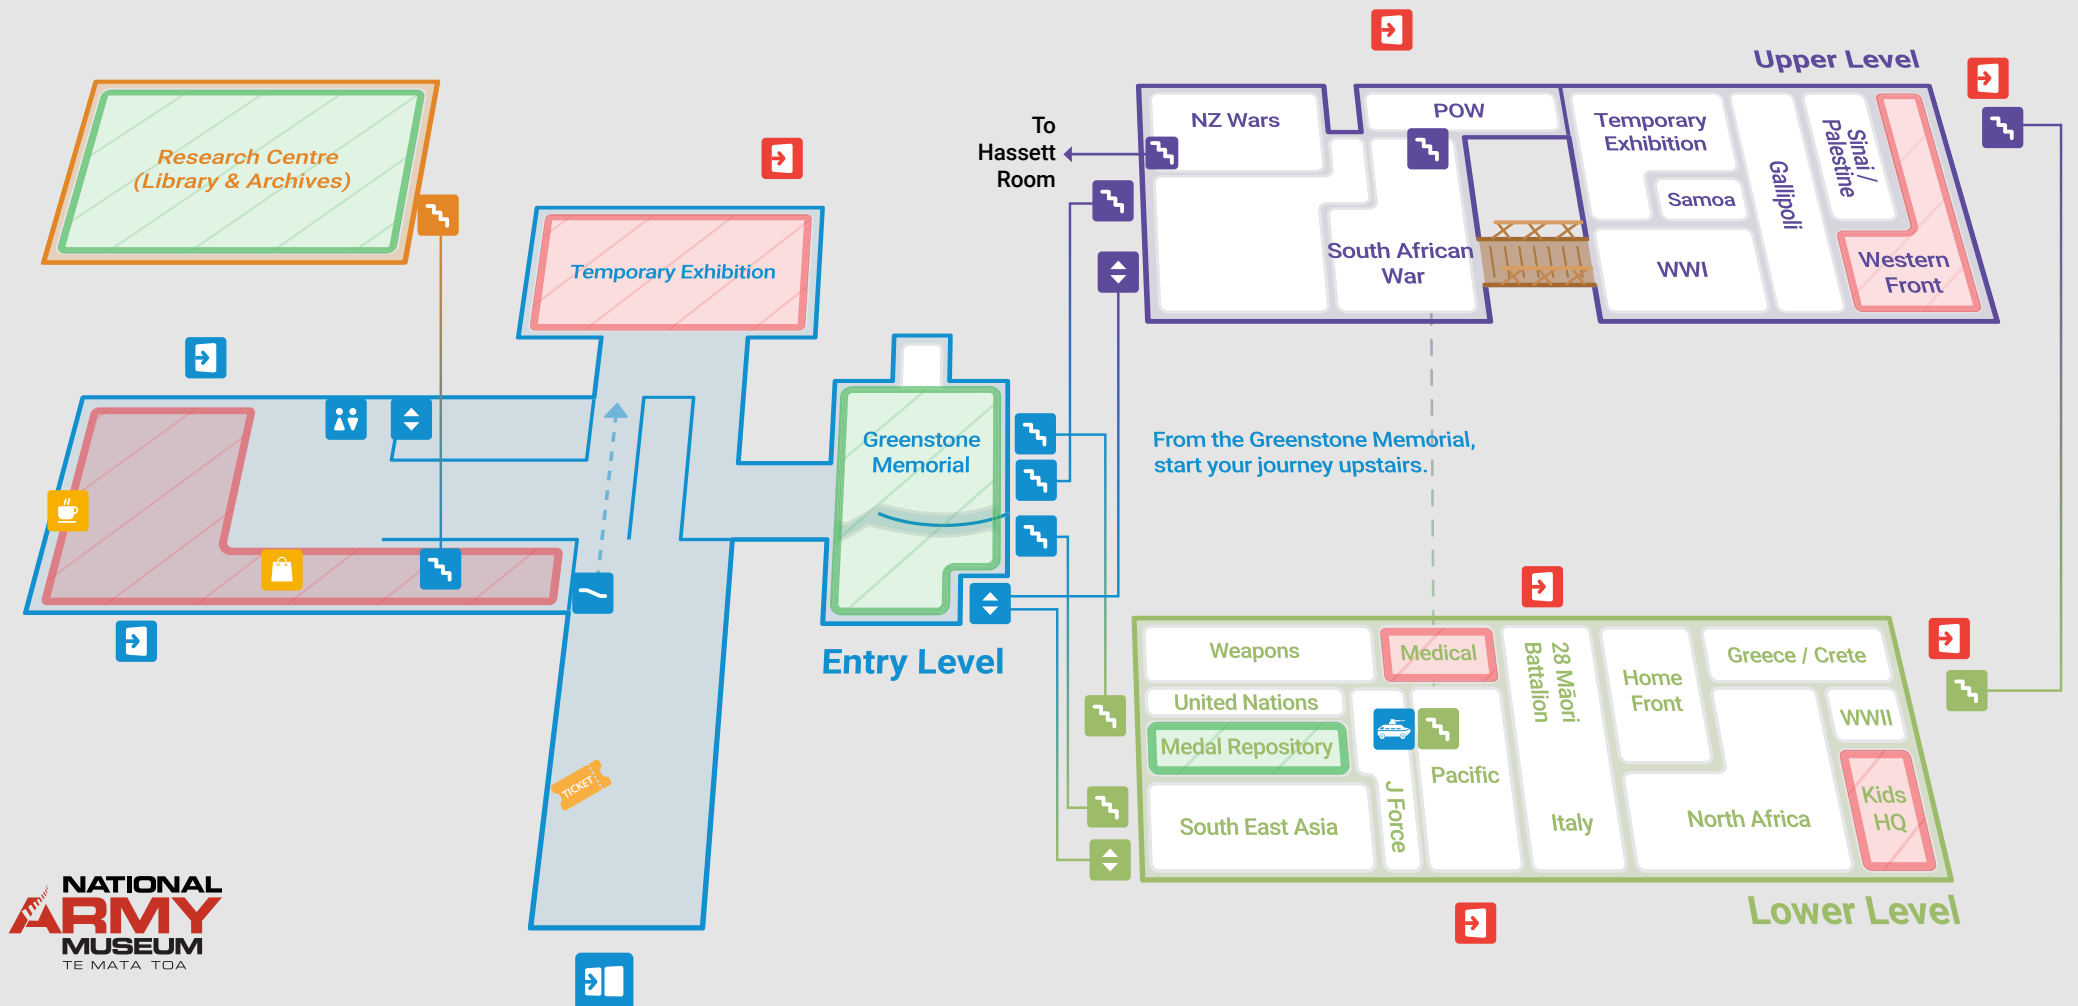 Research Centre
(Library & Archives)
Temporary Exhibition
Greenstone
Memorial
Entry Level
TICKET
To
Hassett
Room
Upper Level
NZ Wars
POW
South African
War
Temporary
Exhibition
Samoa
WWI
Gallipoli
Sinai /
Palestine
Western
Front
From the Greenstone Memorial,
start your journey upstairs.
Weapons
Medical
United Nations
Medal Repository
South East Asia
J Force
Pacific
28 Māori
Battalion
Italy
Home
Front
Greece / Crete
WWII
North Africa
Kids
HQ
Lower Level
NATIONAL
ARMY
MUSEUM
TE MATA TOA